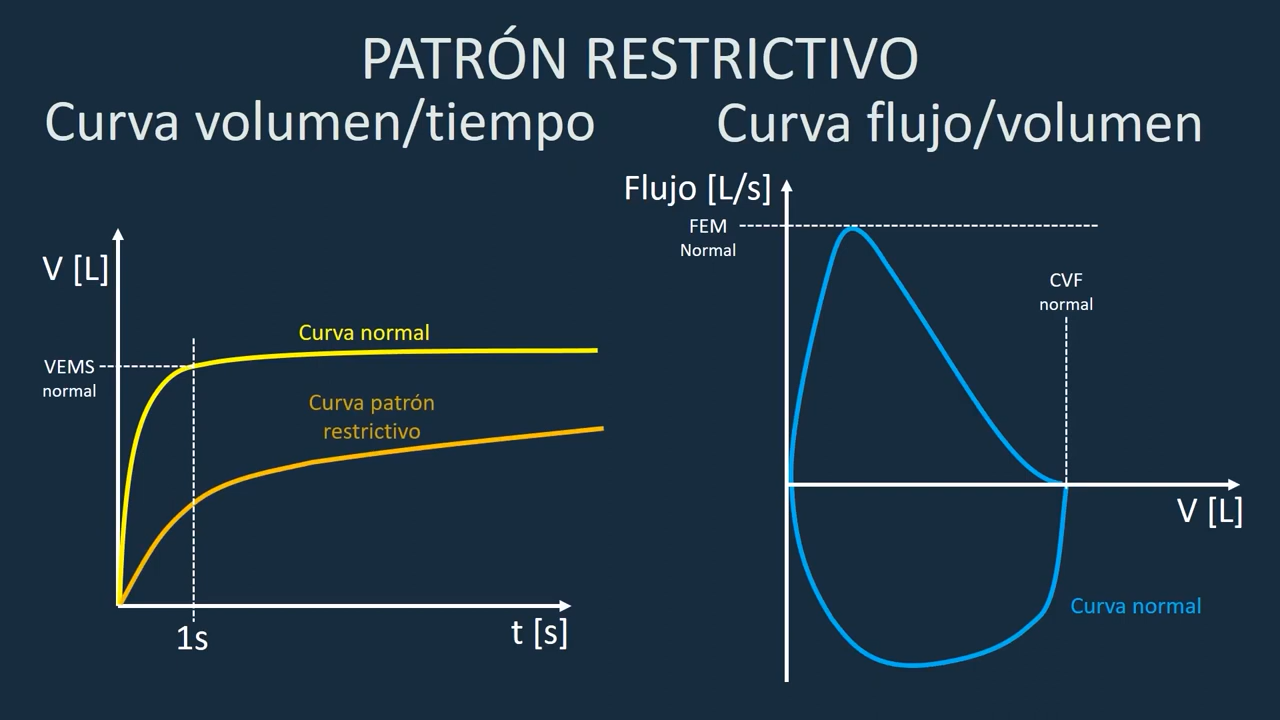 PATRÓN RESTRICTIVO
Curva volumen/tiempo
V [L]
Curva normal
VEMS
normal
Curva patrón
restrictivo
1s
t [s]
Curva flujo/volumen
Flujo [L/s]
FEM
Normal
CVF
normal
V [L]
Curva normal